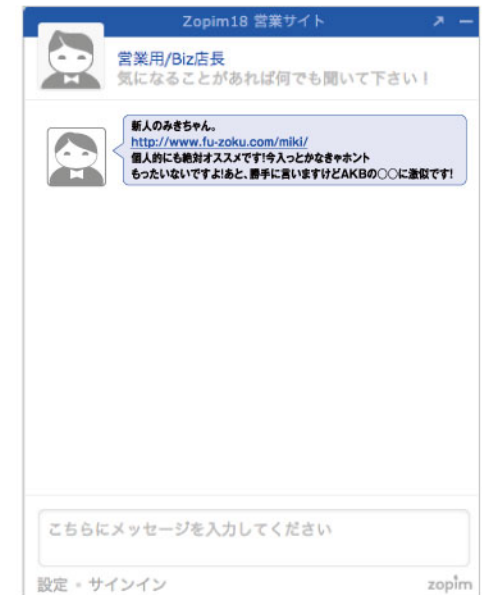 Zopim18 営業サイト
営業用/Biz店長
気になることがあれば何でも聞いて下さい！
新人のみきちゃん。
http://www.fu-zoku.com/miki/
個人的にも絶対オススメです!今入っとかなきゃホント
もったいないですよ!あと、勝手に言いますけどAKBの〇〇に激似です!
こちらにメッセージを入力してください
設定 • サインイン
zopim